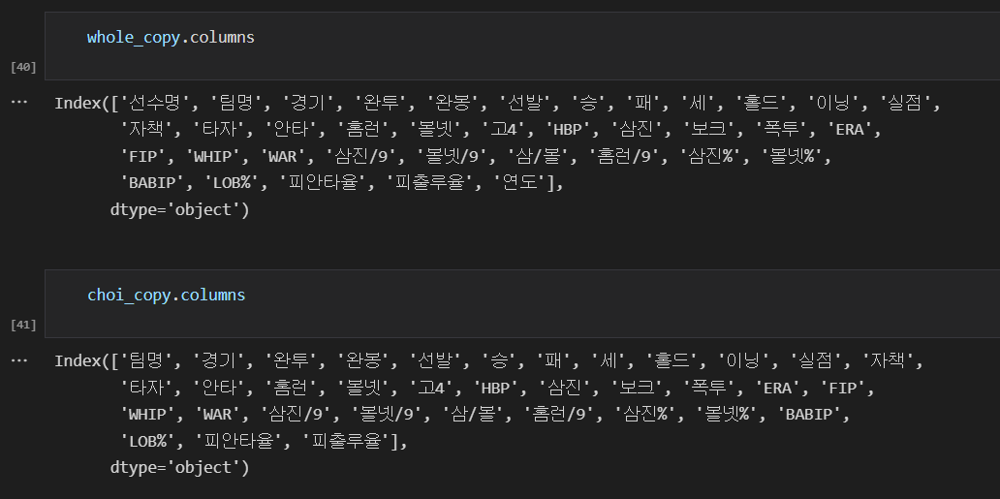 whole_copy.columns
[40]
... Index(['선수명', '팀명', '경기', '완투', '완봉', '선발', '승', '패', '세', '홀드', '이닝', '실점',
'자책', '타자', '안타', '홈런', '볼넷', '고4', 'HBP', '삼진', '보크', '폭투', 'ERA',
'FIP', 'WHIP', 'WAR', '삼진/9', '볼넷/9', '삼/볼', '홈런/9', '삼진%', '볼넷%',
'BABIP', 'LOB%', '피안타율', '피출루율', '연도'],
dtype='object')
choi_copy.columns
[41]
... Index(['팀명', '경기', '완투', '완봉', '선발', '승', '패', '세', '홀드', '이닝', '실점', '자책',
'타자', '안타', '홈런', '볼넷', '고4', 'HBP', '삼진', '보크', '폭투', 'ERA', 'FIP',
'WHIP', 'WAR', '삼진/9', '볼넷/9', '삼/볼', '홈런/9', '삼진%', '볼넷%', 'BABIP',
'LOB%', '피안타율', '피출루율'],
dtype='object')